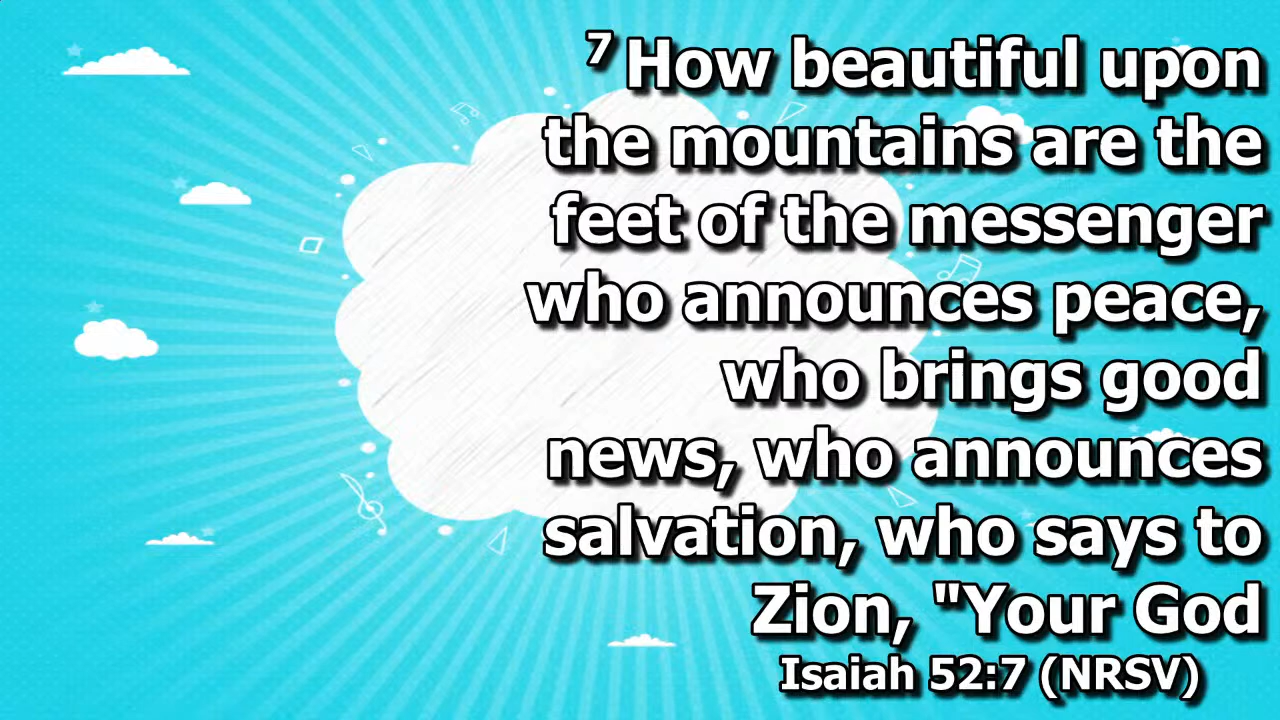 7 How beautiful upon
the mountains are the
feet of the messenger
who announces peace,
who brings good
news, who announces
salvation, who says to
Zion, "Your God
Isaiah 52:7 (NRSV)